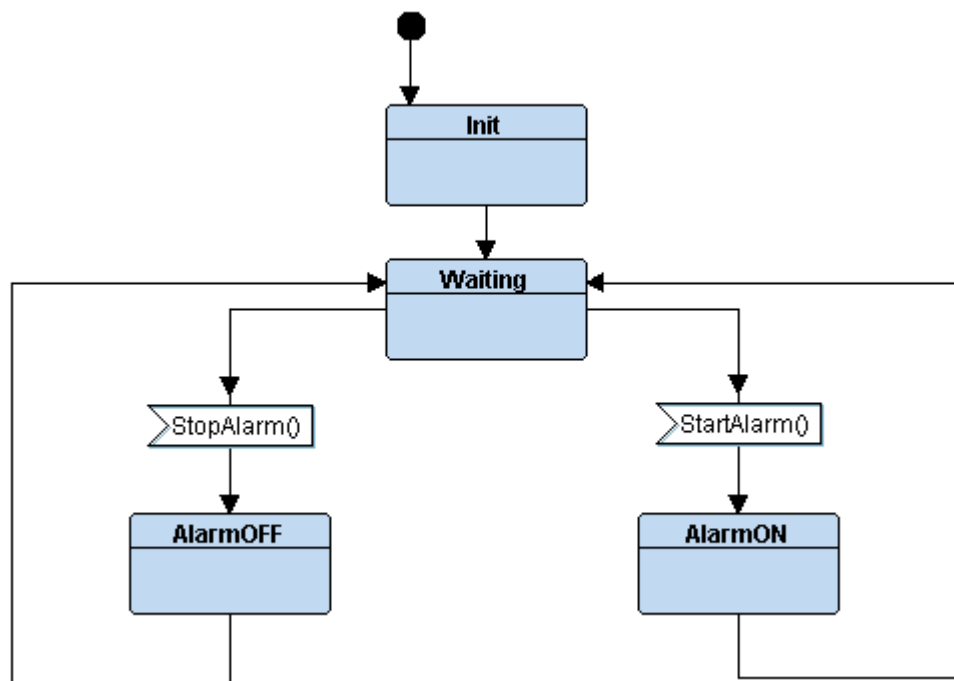 Init
Waiting
StopAlarm()
StartAlarm()
AlarmOFF
AlarmON